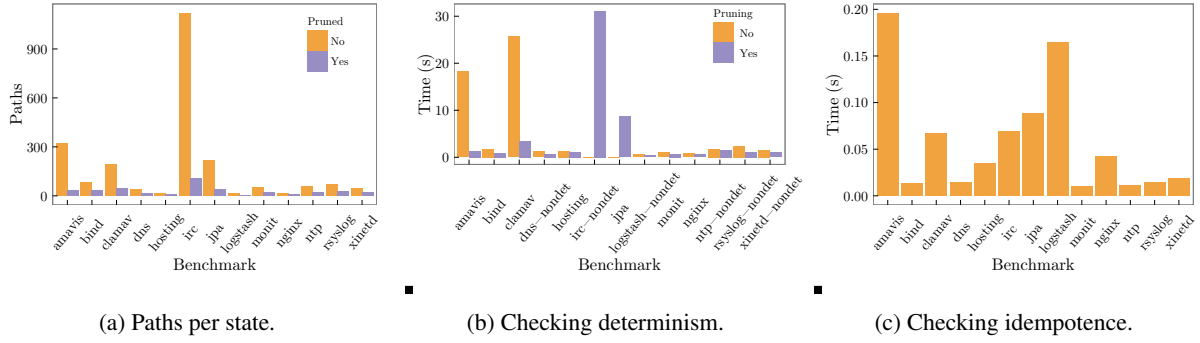 Paths
900
600
300
0
Pruned
No
Yes
amavis
bind
clamav
dns
hosting
irc
jpa
logstash
monit
nginx
ntp
rsyslog
xinetd
Benchmark
(a) Paths per state.
Time (s)
30
20
10
0
Pruning
No
Yes
amavis
bind
clamav
dns−nondet
hosting
irc−nondet
jpa
logstash−nondet
monit
nginx
ntp−nondet
rsyslog−nondet
xinetd−nondet
Benchmark
(b) Checking determinism.
Time (s)
0.20
0.15
0.10
0.05
0.00
amavis
bind
clamav
dns
hosting
irc
jpa
logstash
monit
nginx
ntp
rsyslog
xinetd
Benchmark
(c) Checking idempotence.